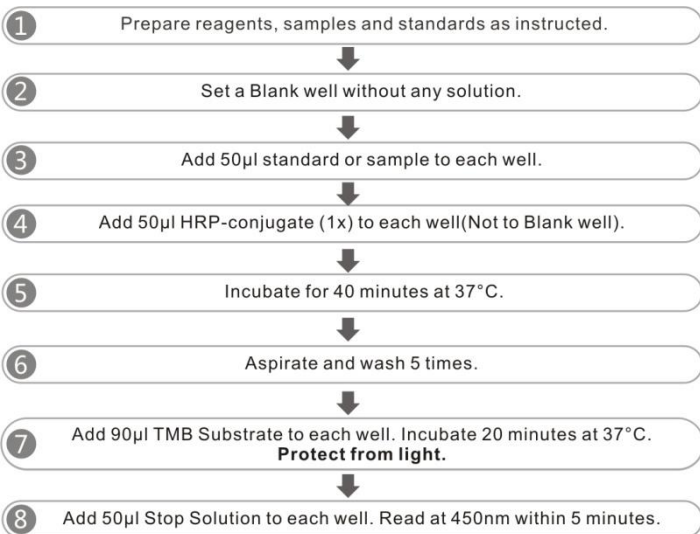 1 Prepare reagents, samples and standards as instructed.
2 Set a Blank well without any solution.
3 Add 50µl standard or sample to each well.
4 Add 50µl HRP-conjugate (1x) to each well(Not to Blank well).
5 Incubate for 40 minutes at 37°C.
6 Aspirate and wash 5 times.
7 Add 90µl TMB Substrate to each well. Incubate 20 minutes at 37°C.
Protect from light.
8 Add 50µl Stop Solution to each well. Read at 450nm within 5 minutes.